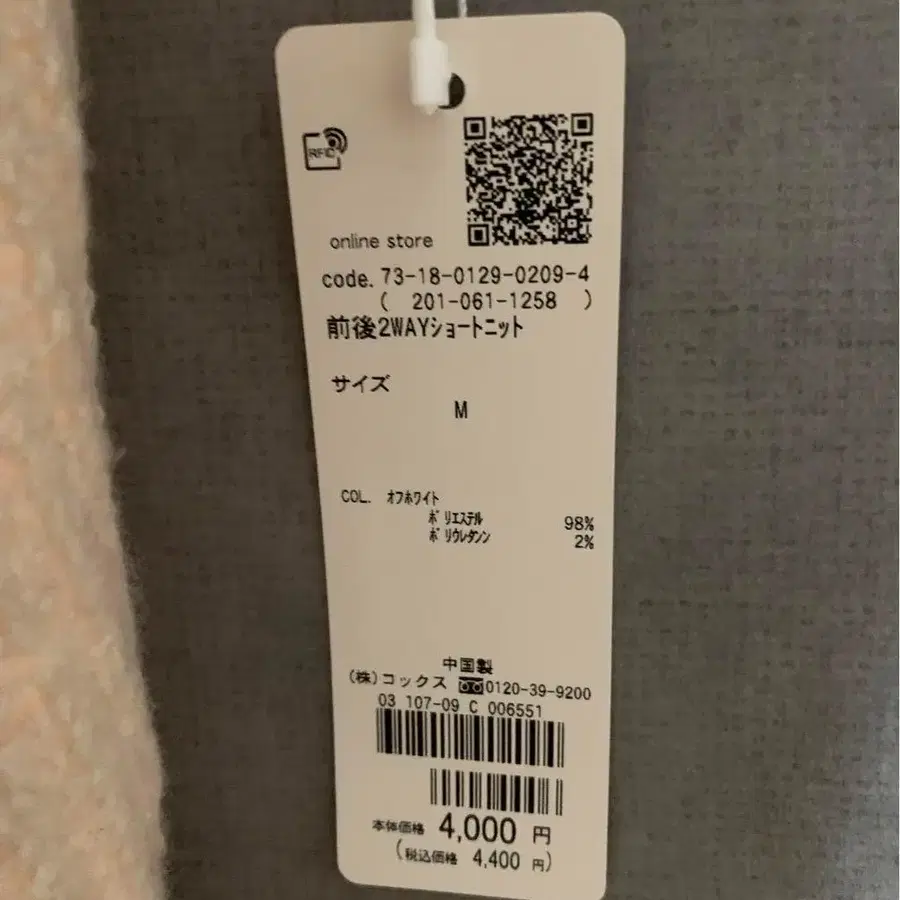 RFID
online store
code. 73-18-0129-0209-4
( 201-061-1258 )
前後2WAYショートニット
サイズ
M
COL. オフホワイト
ポリエステル 98%
ポリウレタンン 2%
中国製
(株)コックス 0120-39-9200
03 107-09 C 006551
本体価格 4,000 円
(税込価格 4,400 円)